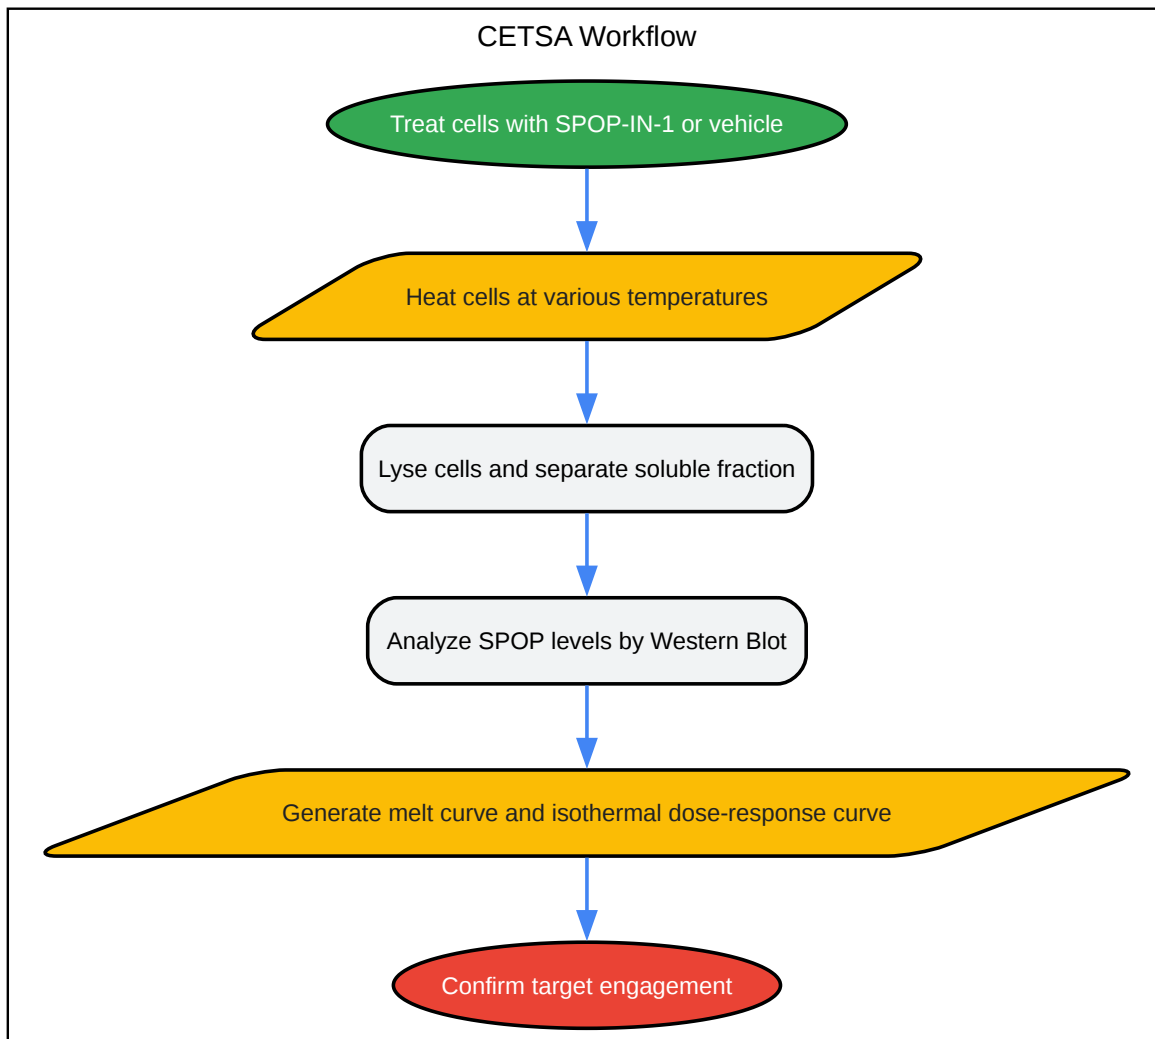 CETSA Workflow
Treat cells with SPOP-IN-1 or vehicle
Heat cells at various temperatures
Lyse cells and separate soluble fraction
Analyze SPOP levels by Western Blot
Generate melt curve and isothermal dose-response curve
Confirm target engagement